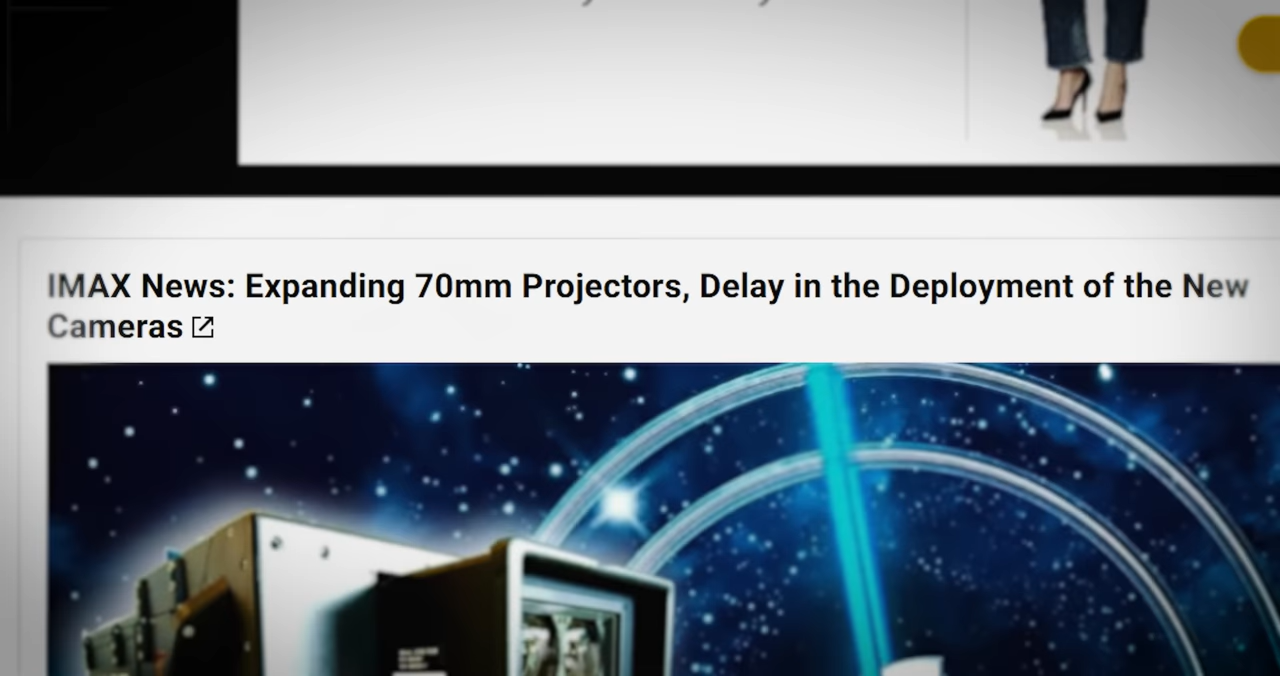 IMAX News: Expanding 70mm Projectors, Delay in the Deployment of the New
Cameras